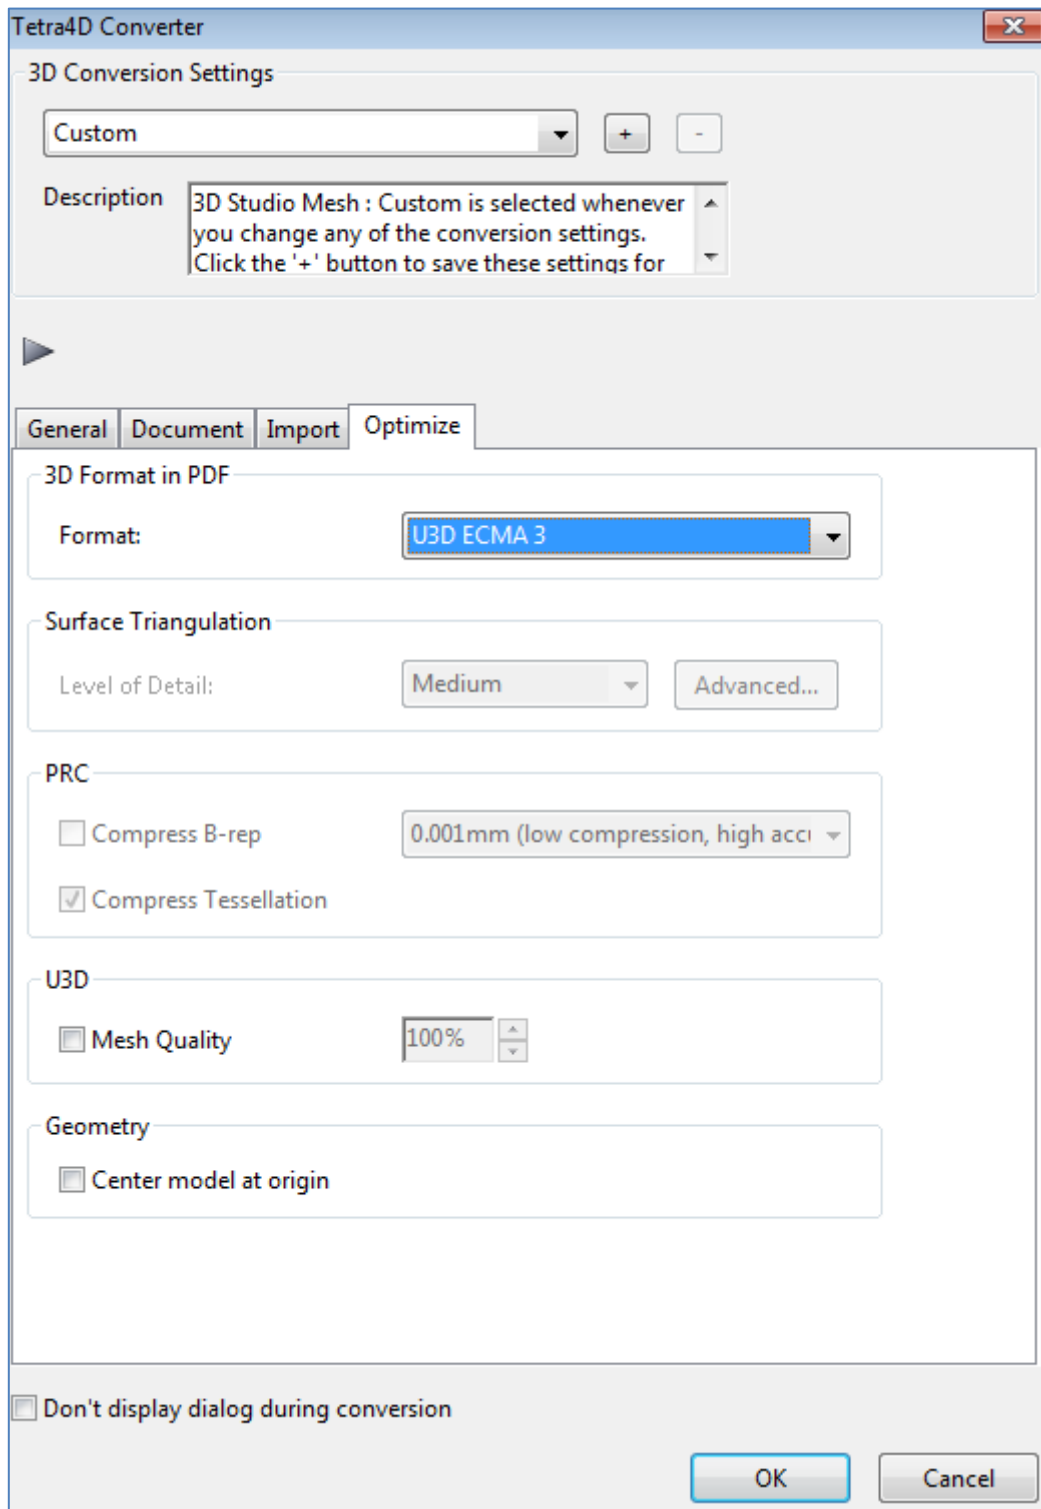 Tetra4D Converter
3D Conversion Settings
Custom
+ -
Description
3D Studio Mesh : Custom is selected whenever
you change any of the conversion settings.
Click the '+' button to save these settings for
General Document Import Optimize
3D Format in PDF
Format: U3D ECMA 3
Surface Triangulation
Level of Detail: Medium Advanced...
PRC
Compress B-rep 0.001mm (low compression, high accu
Compress Tessellation
U3D
Mesh Quality 100%
Geometry
Center model at origin
Don't display dialog during conversion
OK Cancel